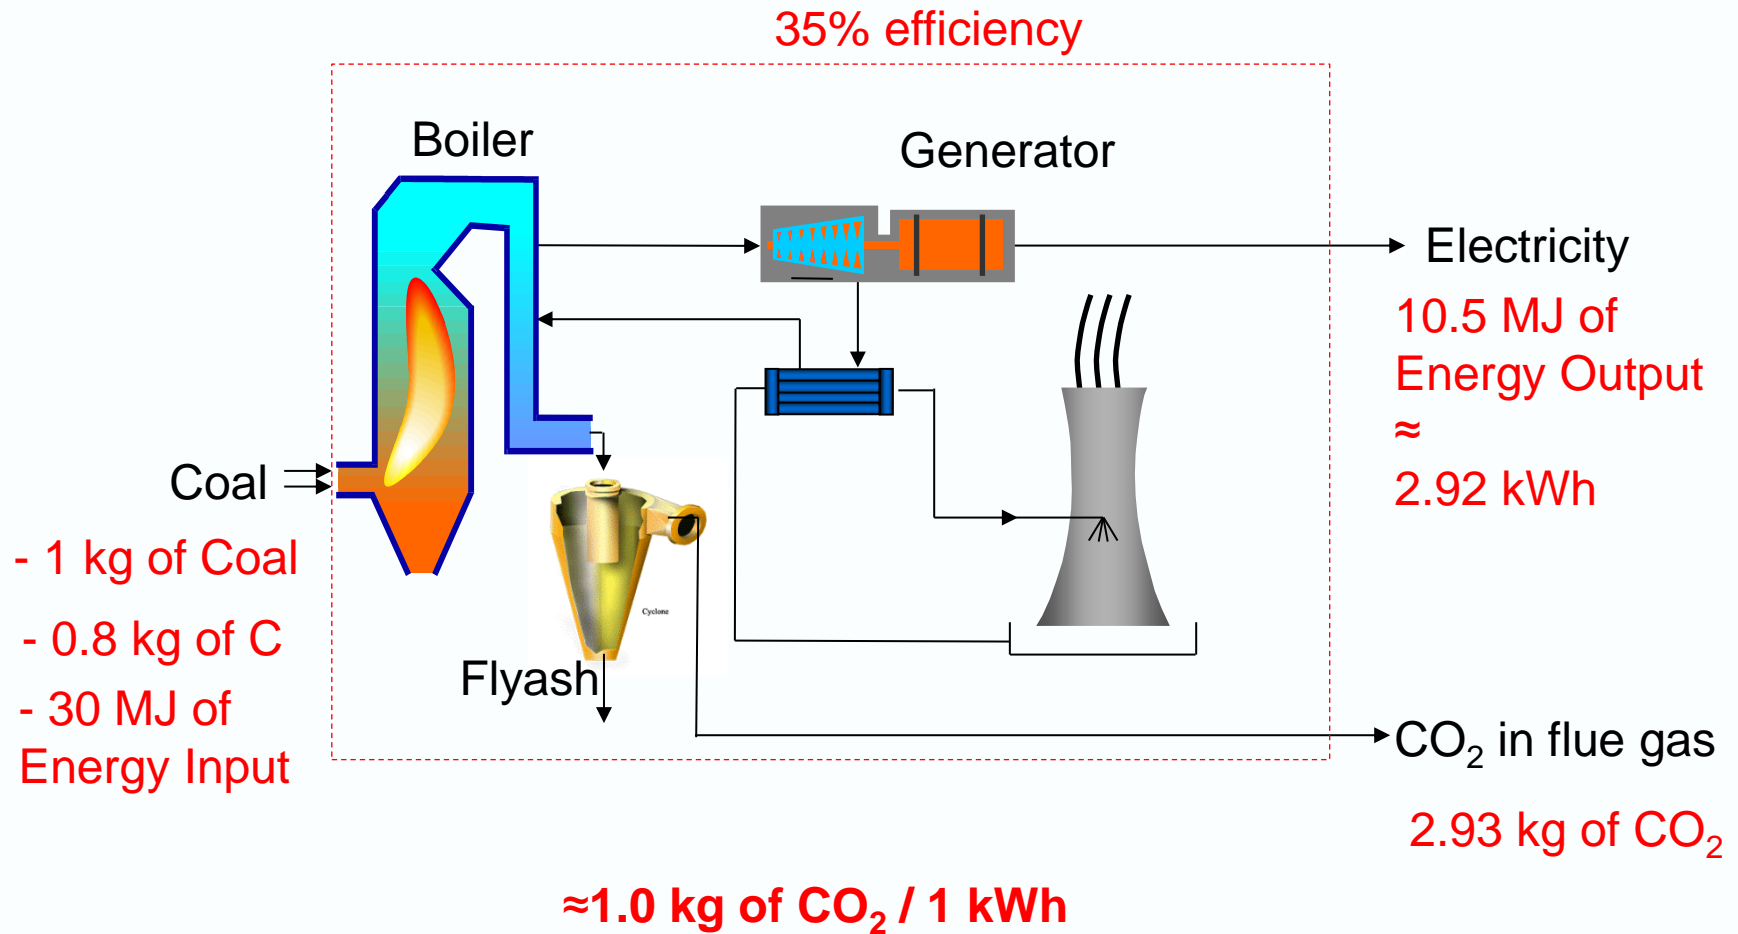 35% efficiency
Boiler
Generator
Electricity
10.5 MJ of
Energy Output
≈
2.92 kWh
Coal
- 1 kg of Coal
- 0.8 kg of C
- 30 MJ of
Energy Input
Cyclone
Flyash
CO₂ in flue gas
2.93 kg of CO₂
≈1.0 kg of CO₂ / 1 kWh